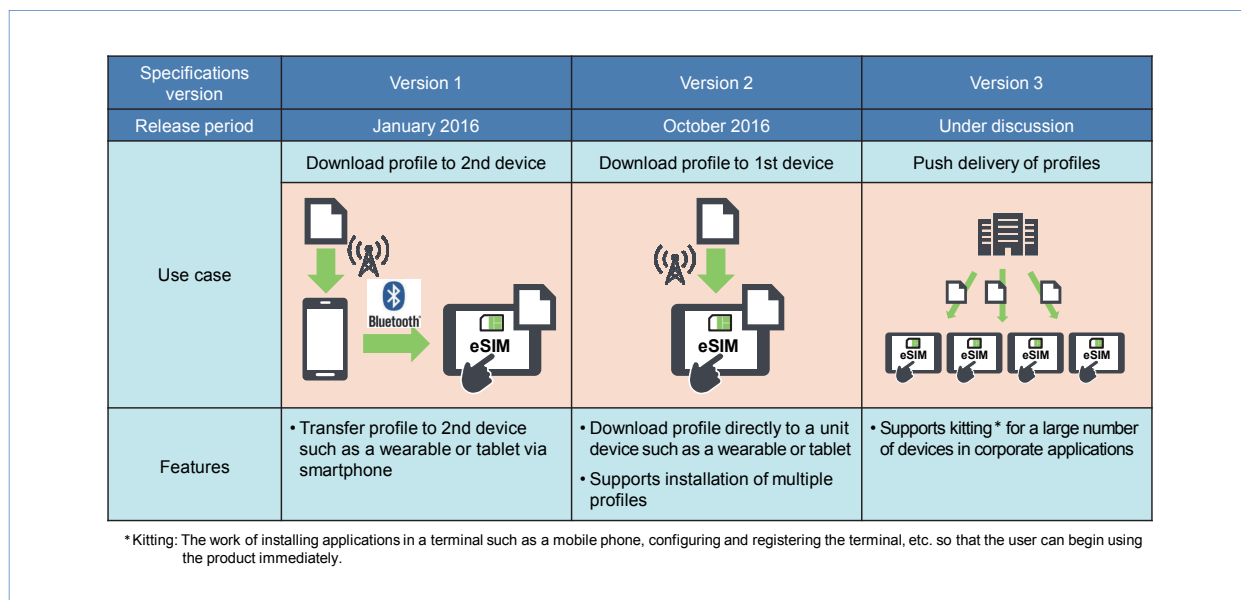 Specifications
version
Version 1
Version 2
Version 3
Release period
January 2016
October 2016
Under discussion
Use case
Download profile to 2nd device
Download profile to 1st device
Push delivery of profiles
Bluetooth®
eSIM
eSIM
eSIM
eSIM
eSIM
eSIM
Features
• Transfer profile to 2nd device
such as a wearable or tablet via
smartphone
• Download profile directly to a unit
device such as a wearable or tablet
• Supports installation of multiple
profiles
• Supports kitting* for a large number
of devices in corporate applications
* Kitting: The work of installing applications in a terminal such as a mobile phone, configuring and registering the terminal, etc. so that the user can begin using
the product immediately.